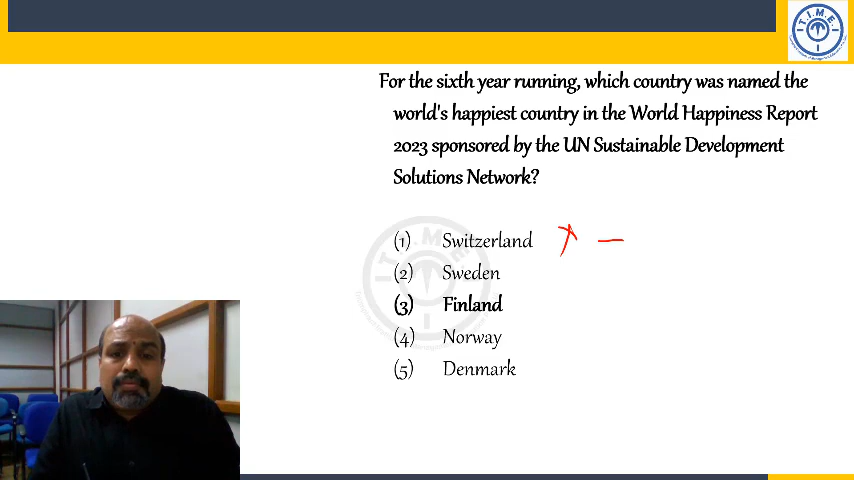 T.I.M.E.
For the sixth year running, which country was named the
world's happiest country in the World Happiness Report
2023 sponsored by the UN Sustainable Development
Solutions Network?
(1) Switzerland
(2) Sweden
(3) Finland
(4) Norway
(5) Denmark